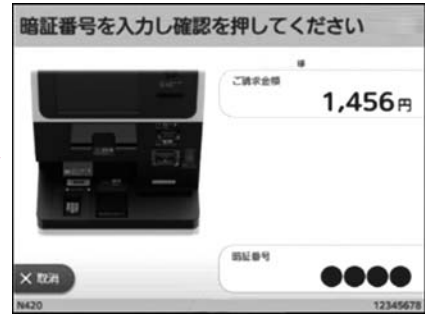 暗証番号を入力し確認を押してください
様
ご請求金額
1,456円
暗証番号
●●●●
× 取消
N420
12345678